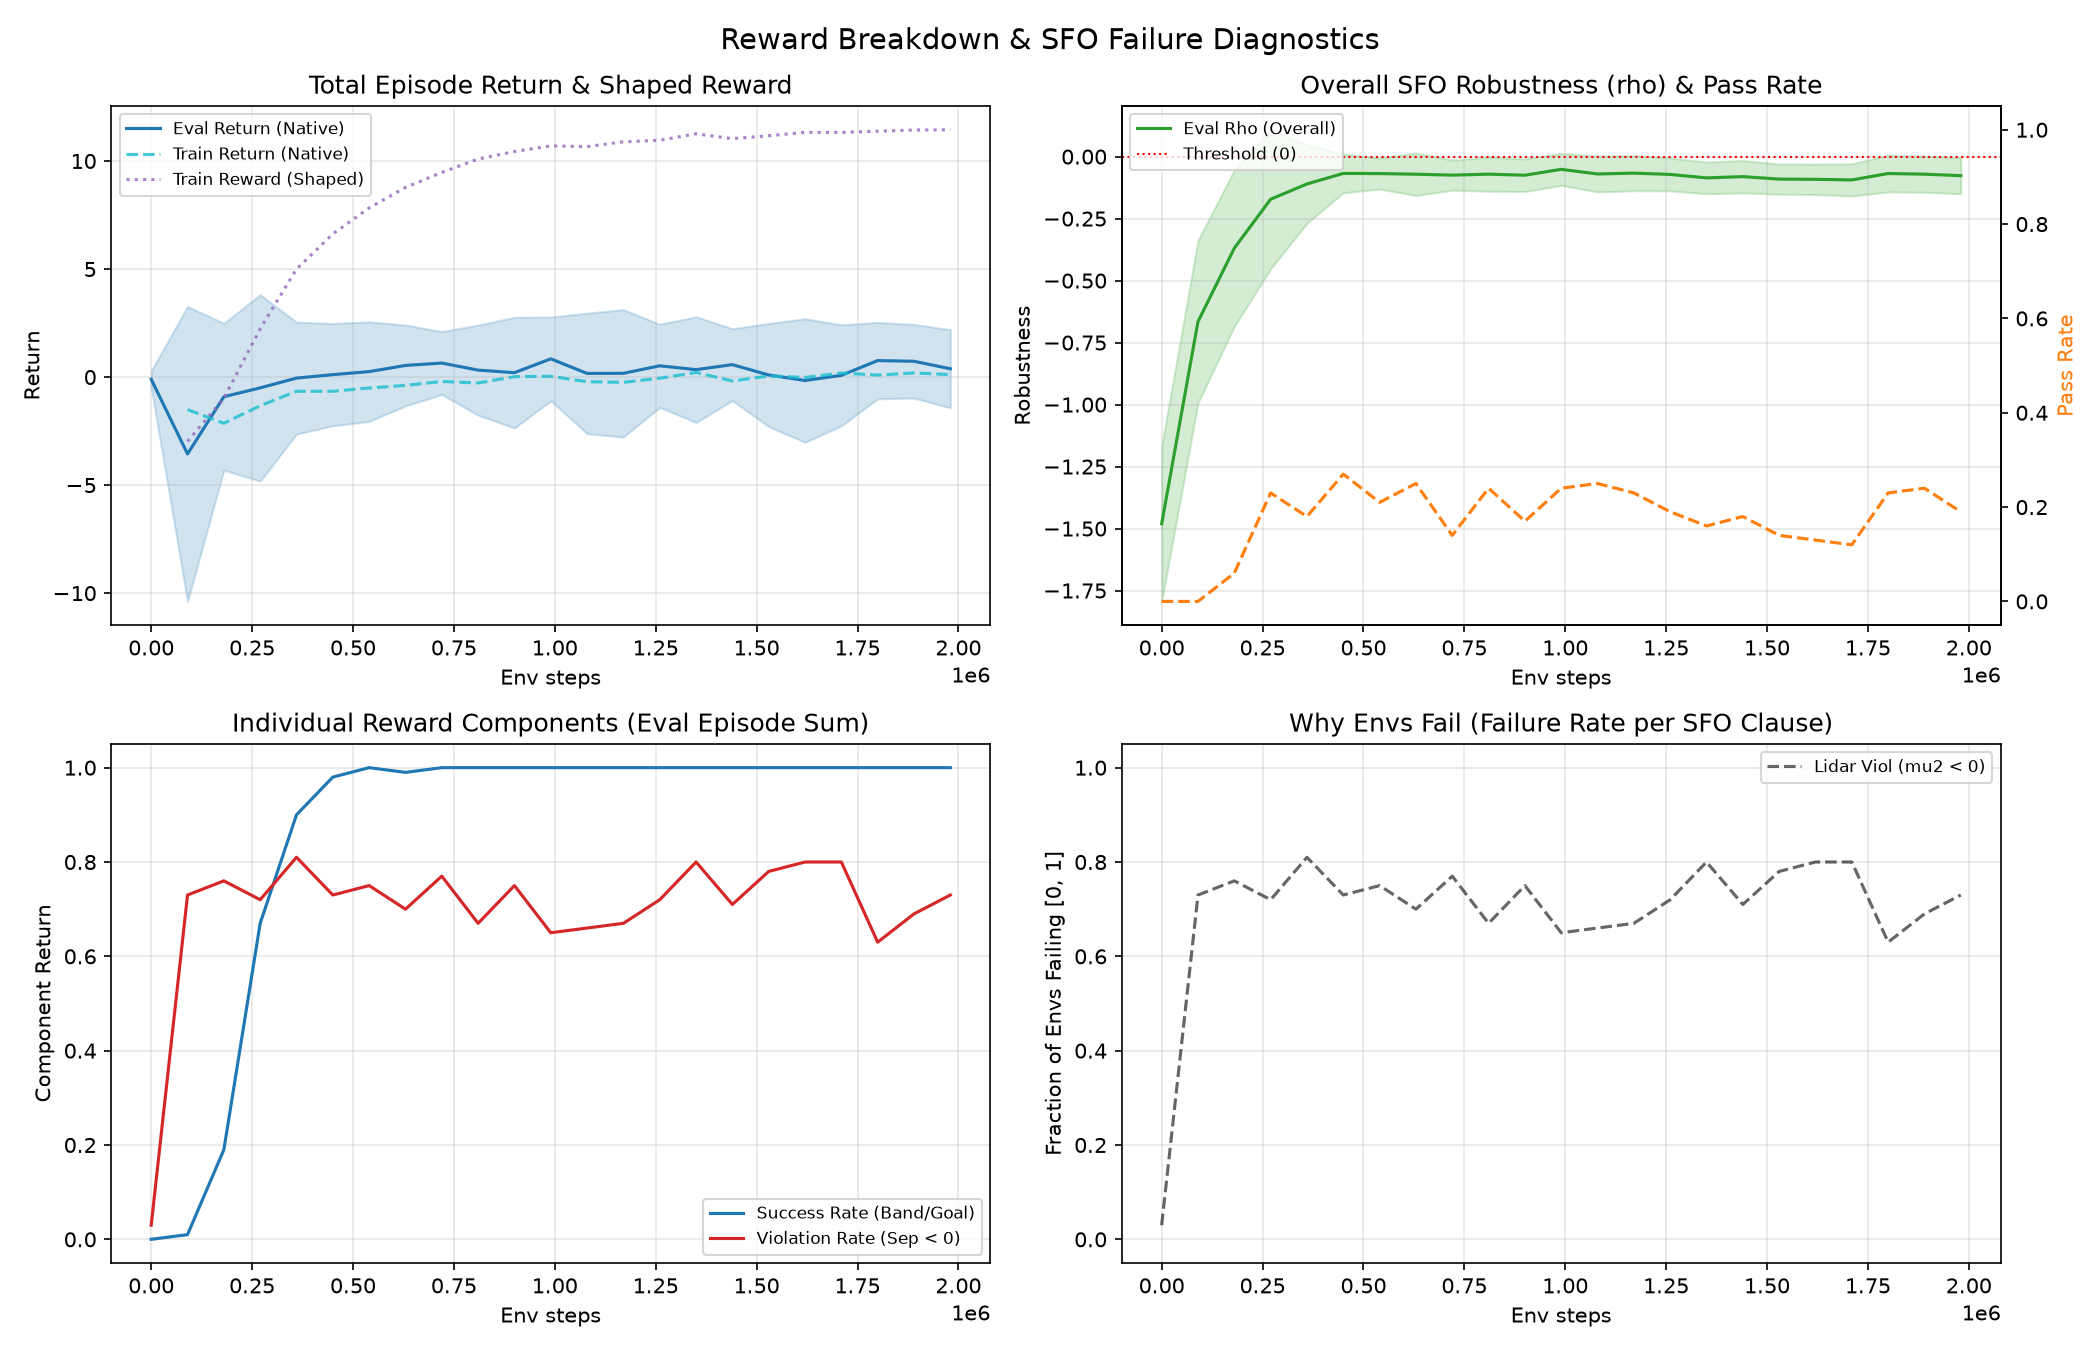 Reward Breakdown & SFO Failure Diagnostics
Total Episode Return & Shaped Reward
Eval Return (Native)
Train Return (Native)
Train Reward (Shaped)
Return
10
5
0
−5
−10
0.00 0.25 0.50 0.75 1.00 1.25 1.50 1.75 2.00
1e6
Env steps
Overall SFO Robustness (rho) & Pass Rate
Eval Rho (Overall)
Threshold (0)
Robustness
0.00
−0.25
−0.50
−0.75
−1.00
−1.25
−1.50
−1.75
1.0
0.8
0.6
0.4
0.2
0.0
Pass Rate
0.00 0.25 0.50 0.75 1.00 1.25 1.50 1.75 2.00
1e6
Env steps
Individual Reward Components (Eval Episode Sum)
Component Return
1.0
0.8
0.6
0.4
0.2
0.0
Success Rate (Band/Goal)
Violation Rate (Sep < 0)
0.00 0.25 0.50 0.75 1.00 1.25 1.50 1.75 2.00
1e6
Env steps
Why Envs Fail (Failure Rate per SFO Clause)
Lidar Viol (mu2 < 0)
Fraction of Envs Failing [0, 1]
1.0
0.8
0.6
0.4
0.2
0.0
0.00 0.25 0.50 0.75 1.00 1.25 1.50 1.75 2.00
1e6
Env steps